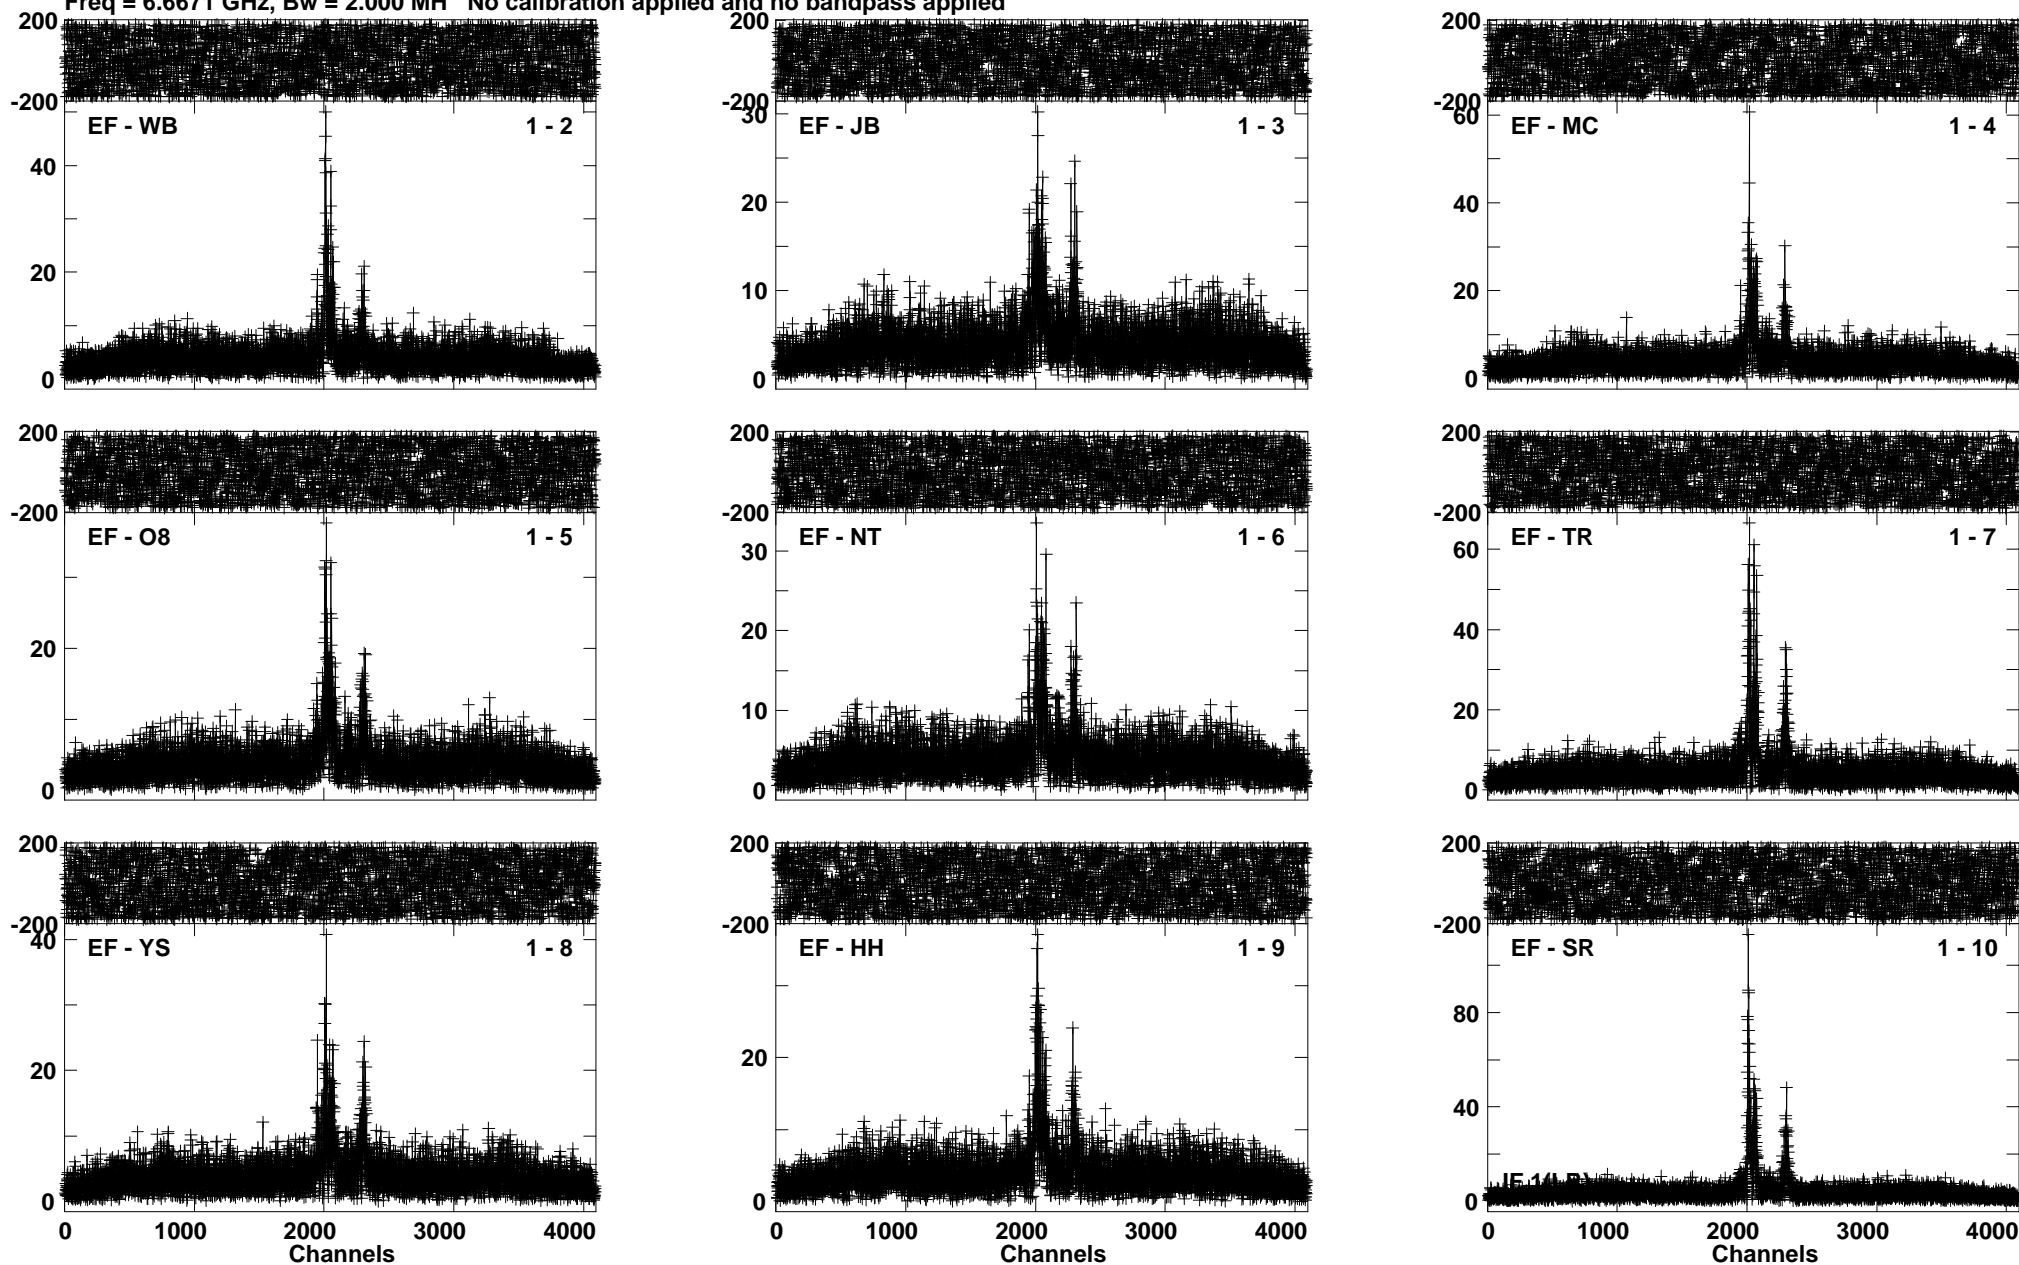 Freq = 6.6671 GHz, Bw = 2.000 MH No calibration applied and no bandpass applied
200 200 200
-200 -200 -200
EF - WB 1 - 2 EF - JB 1 - 3 EF - MC 1 - 4
30 60
40 20 40
20 10 20
0 0 0
200 200 200
-200 -200 -200
EF - O8 1 - 5 EF - NT 1 - 6 EF - TR 1 - 7
30 60
20 20 40
10 20
0 0 0
200 200 200
-200 -200 -200
40
EF - YS 1 - 8 EF - HH 1 - 9 EF - SR 1 - 10
80
20 20 40
0 0 0
0 1000 2000 3000 0 1000 2000 3000 4000 0 1000 2000 3000 4000
Channels Channels Channels